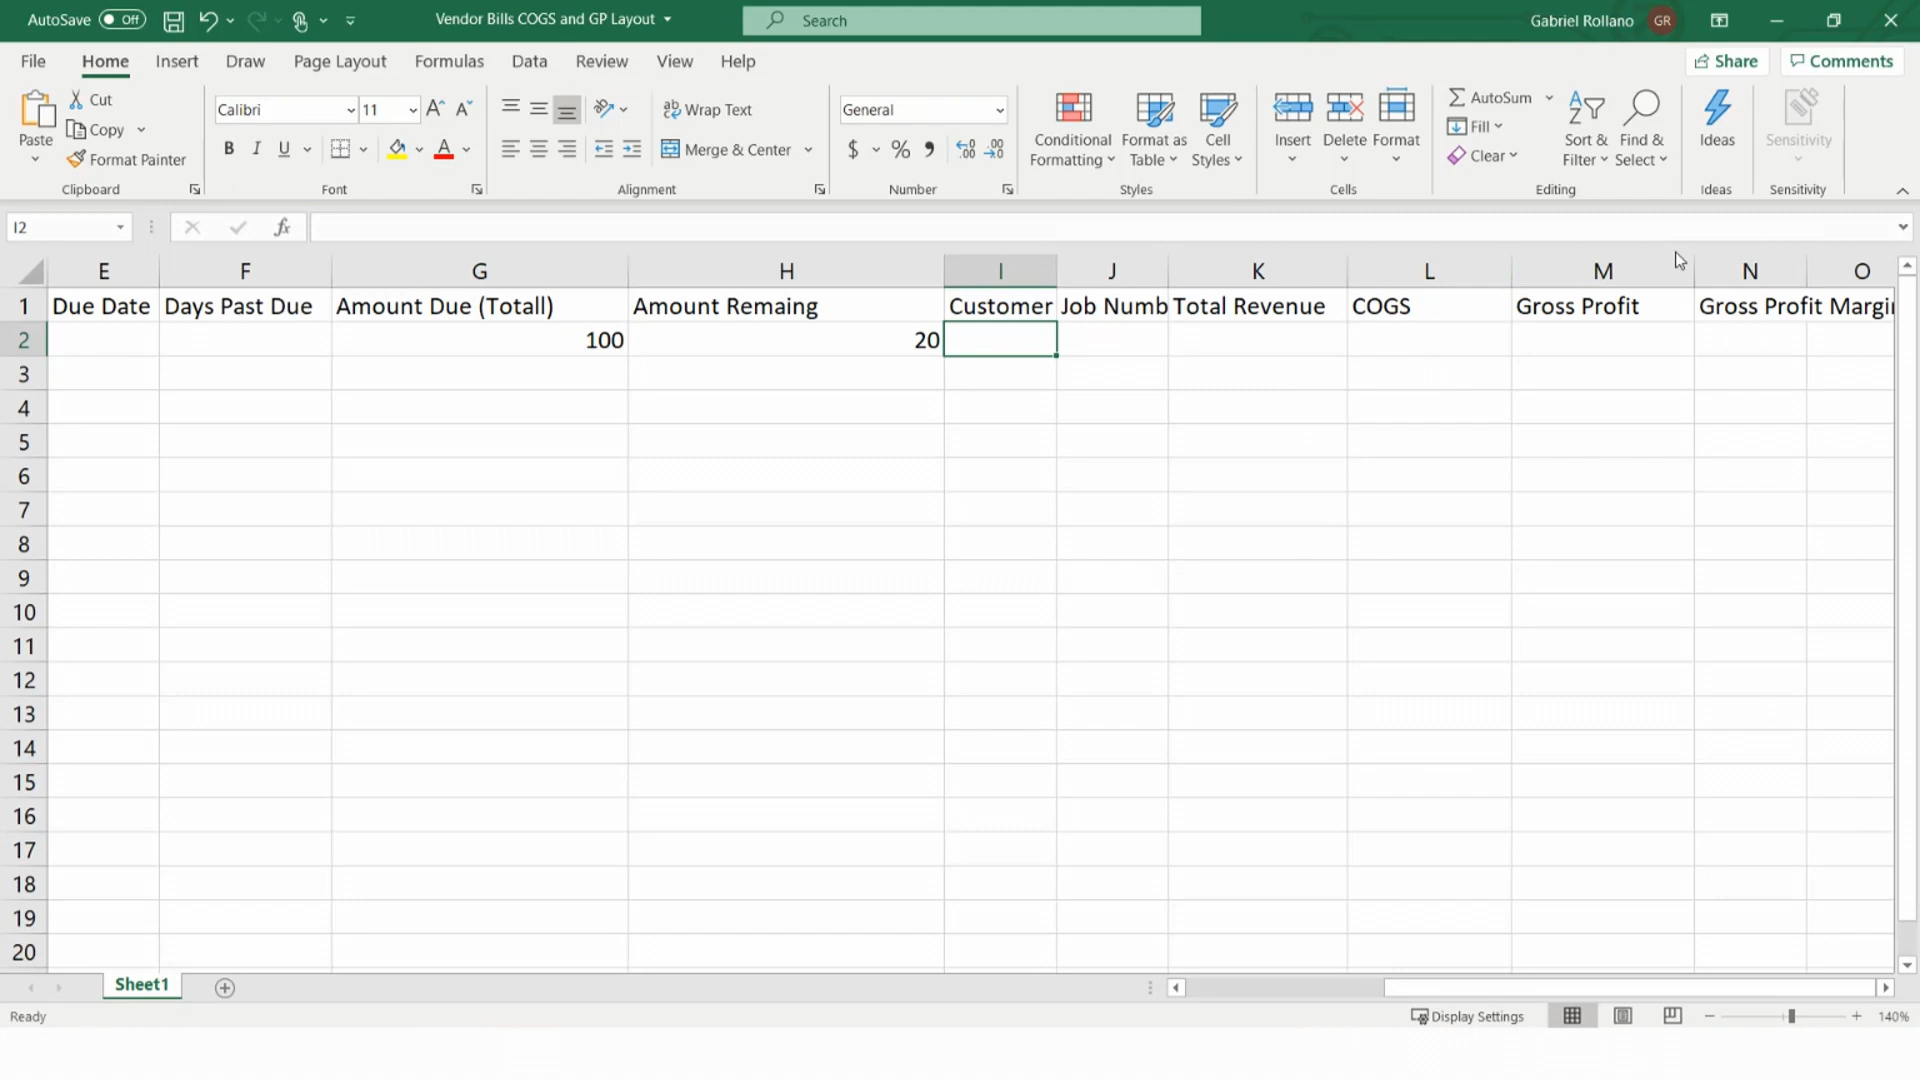 AutoSave Off Vendor Bills COGS and GP Layout Search Gabriel Rollano GR
File Home Insert Draw Page Layout Formulas Data Review View Help Share Comments
Paste Cut Copy Format Painter Clipboard
Calibri 11 B I U A Font
ab Wrap Text Merge & Center Alignment
General $ % Number
Conditional Formatting Format as Table Cell Styles Styles
Insert Delete Format Cells
AutoSum Fill Clear Sort & Filter Find & Select Editing
Ideas Ideas
Sensitivity Sensitivity
I2 fx
E F G H I J K L M N O
1 Due Date Days Past Due Amount Due (Totall) Amount Remaing Customer Job Numb Total Revenue COGS Gross Profit Gross Profit Margin
2 100 20
3
4
5
6
7
8
9
10
11
12
13
14
15
16
17
18
19
20
Sheet1
Ready Display Settings 140%